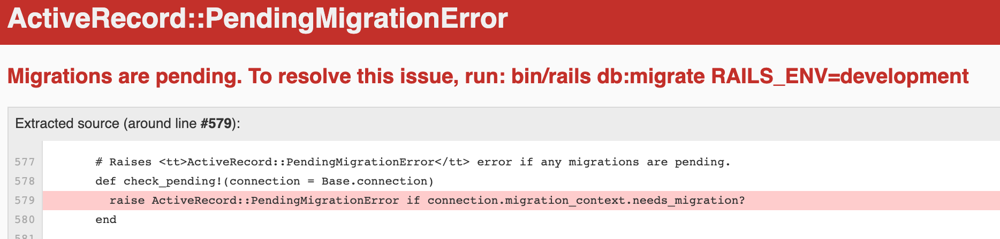 ActiveRecord::PendingMigrationError
Migrations are pending. To resolve this issue, run: bin/rails db:migrate RAILS_ENV=development
Extracted source (around line #579):
577 # Raises <tt>ActiveRecord::PendingMigrationError</tt> error if any migrations are pending.
578 def check_pending!(connection = Base.connection)
579 raise ActiveRecord::PendingMigrationError if connection.migration_context.needs_migration?
580 end
581